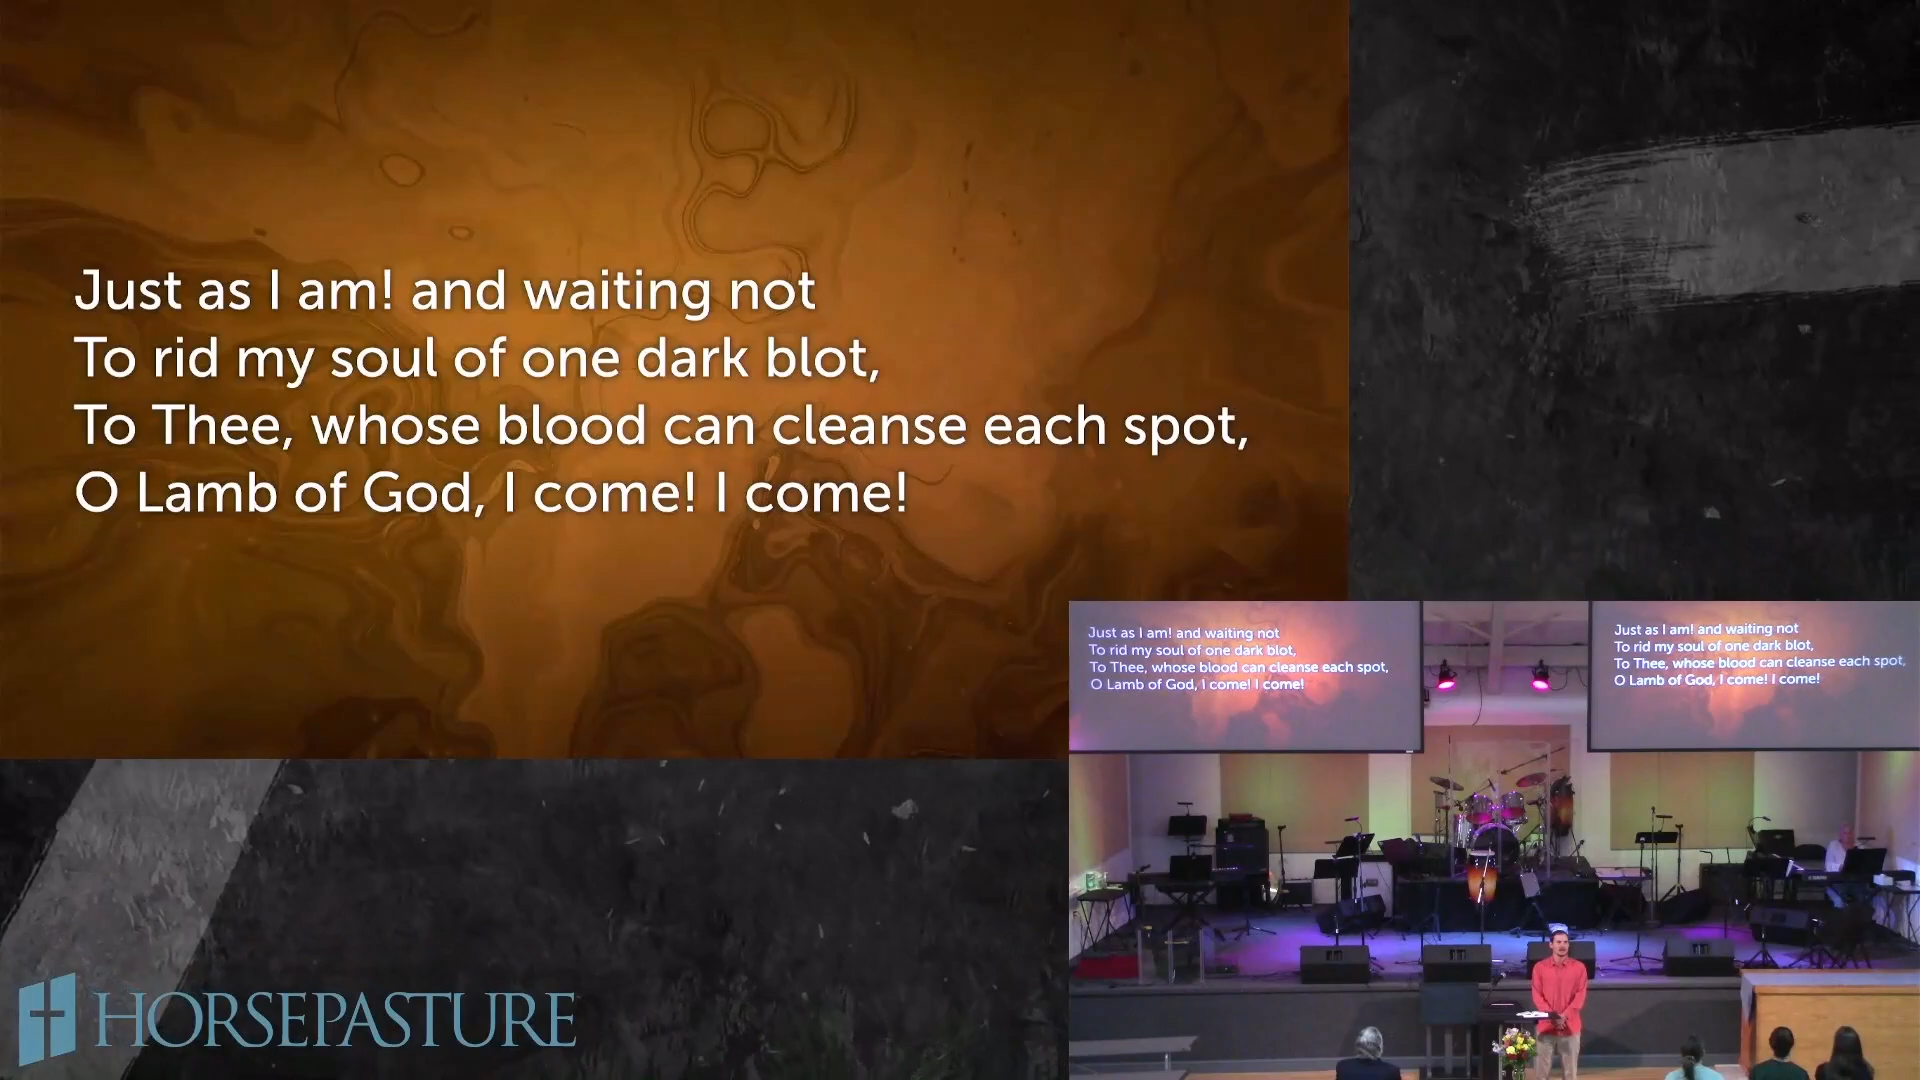 Just as I am! and waiting not
To rid my soul of one dark blot,
To Thee, whose blood can cleanse each spot,
O Lamb of God, I come! I come!
Just as I am! and waiting not
To rid my soul of one dark blot,
To Thee, whose blood can cleanse each spot,
O Lamb of God, I come! I come!
Just as I am! and waiting not
To rid my soul of one dark blot,
To Thee, whose blood can cleanse each spot,
O Lamb of God, I come! I come!
HORSEPASTURE